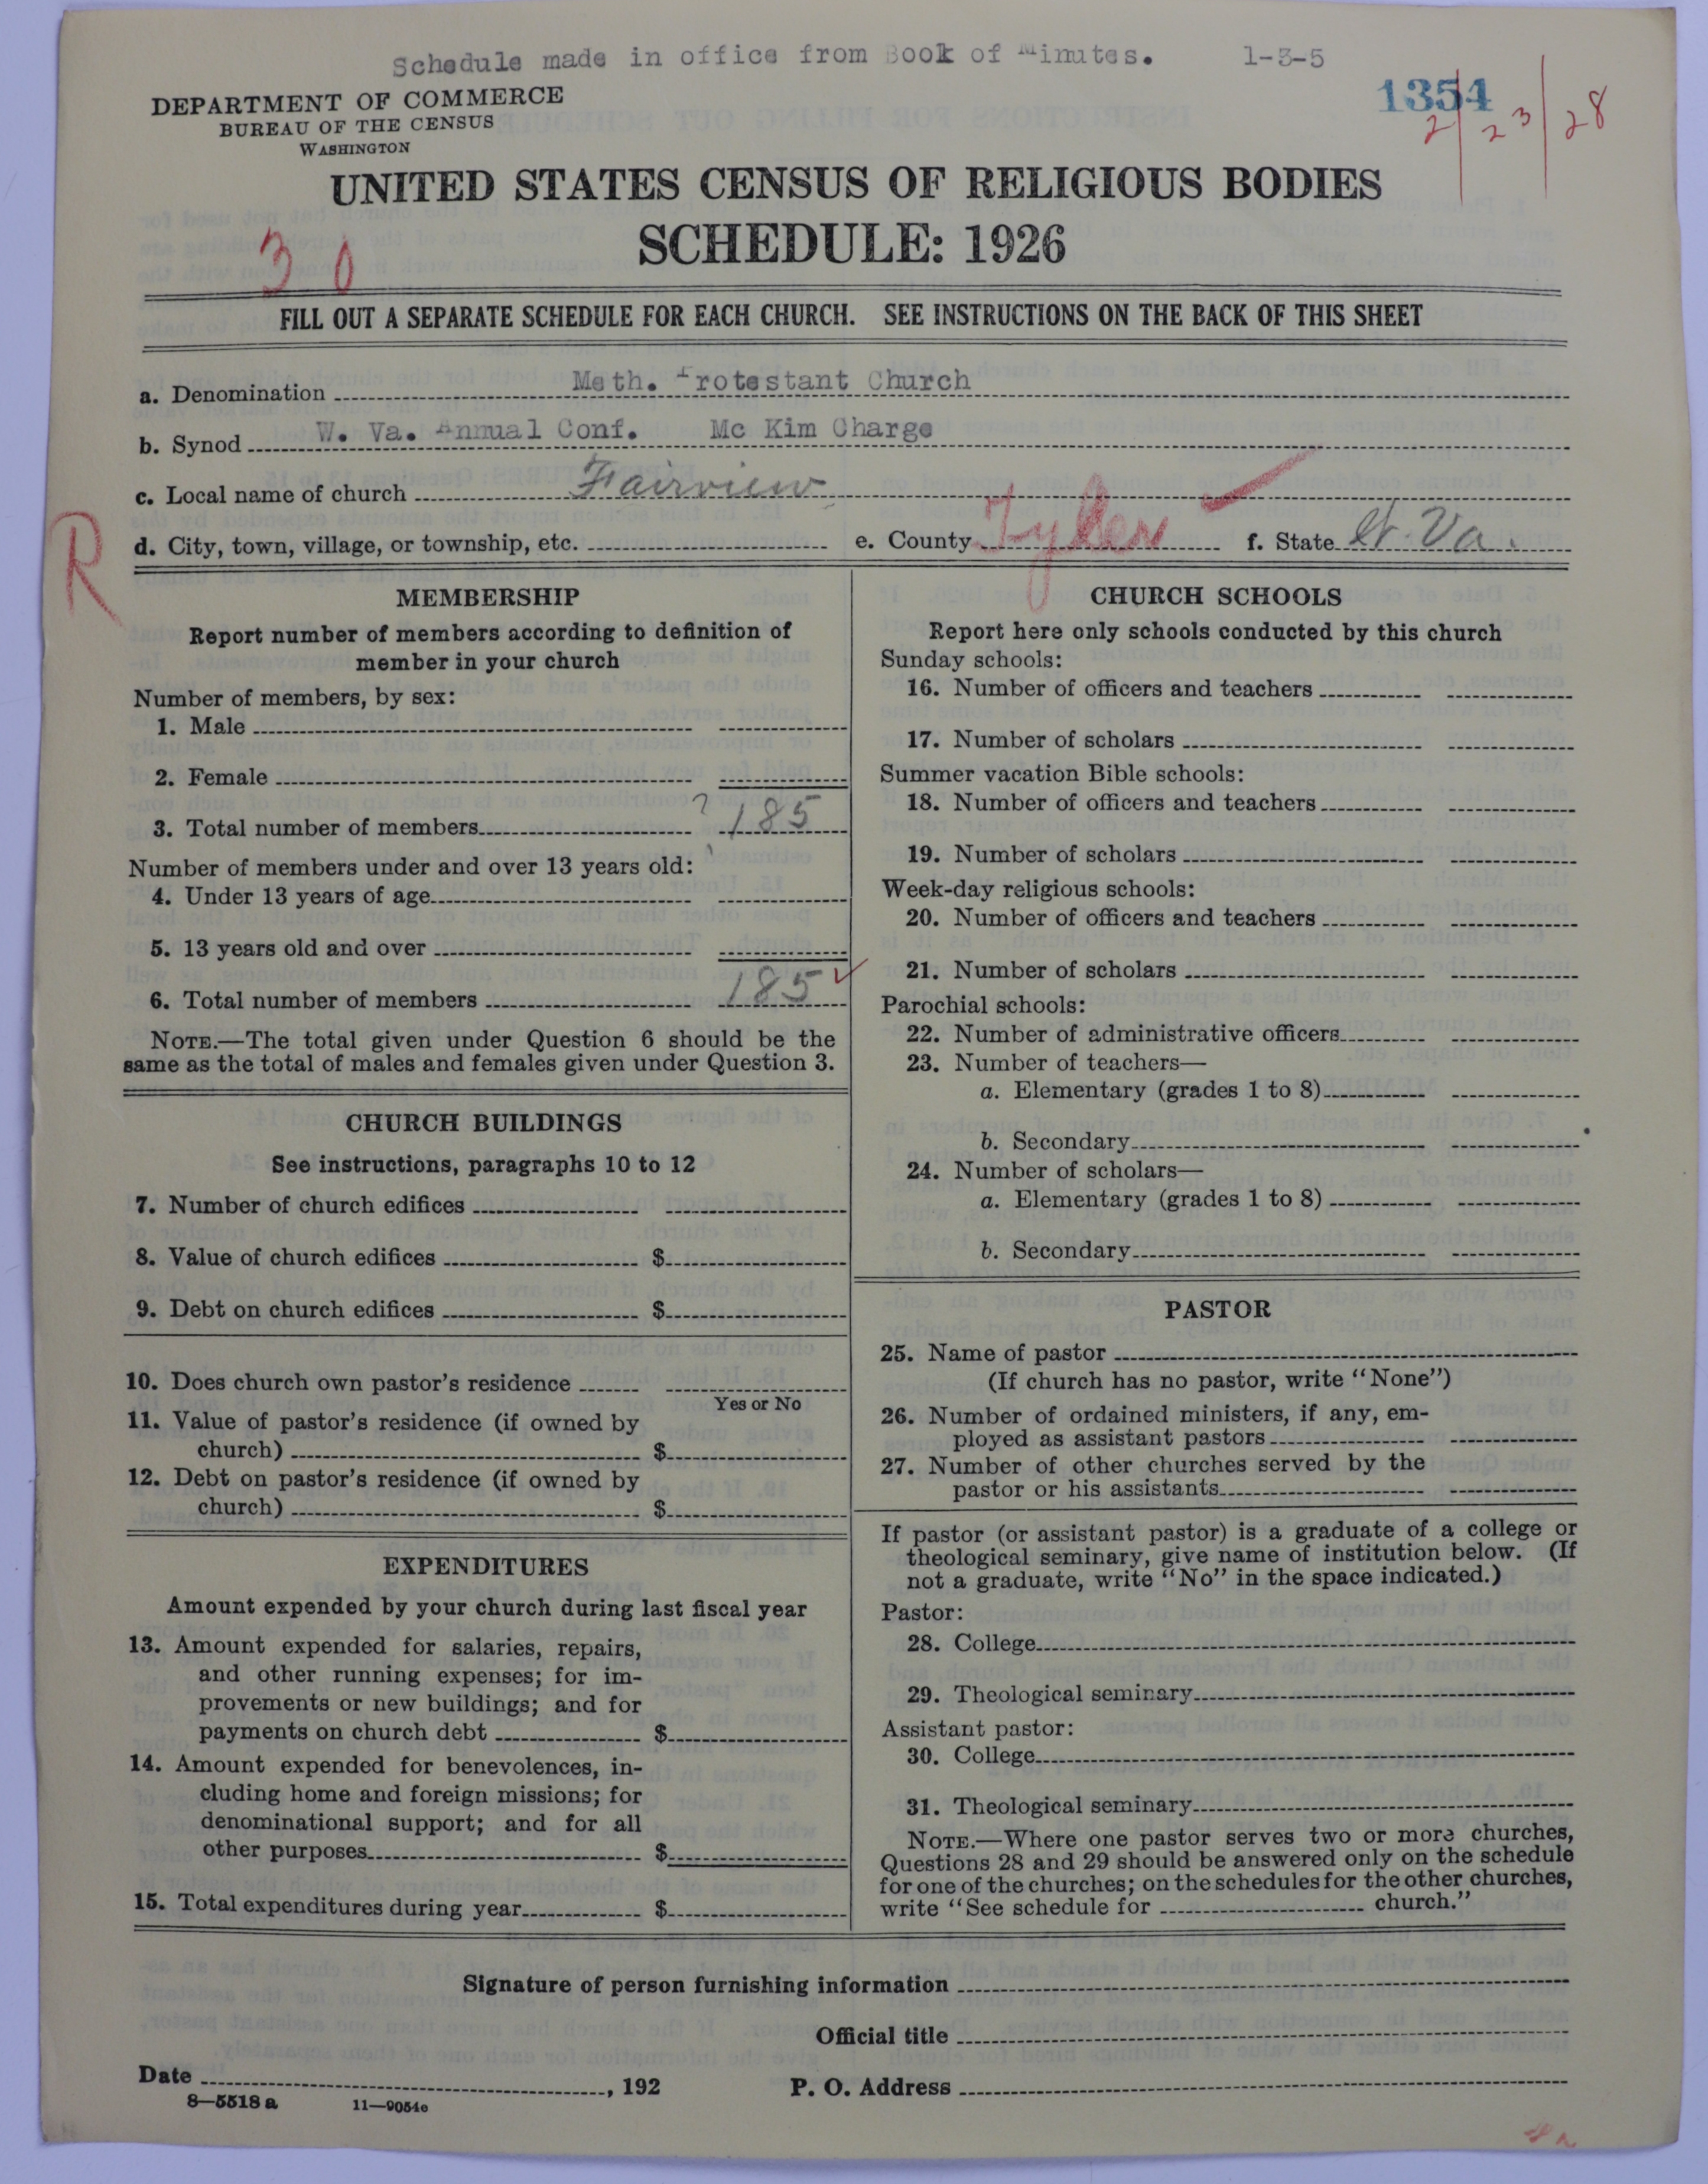 Schedule made in office from Book of Minutes. 1-3-5
1354
2/23/28
DEPARTMENT OF COMMERCE
BUREAU OF THE CENSUS
WASHINGTON
UNITED STATES CENSUS OF RELIGIOUS BODIES
SCHEDULE: 1926
30
FILL OUT A SEPARATE SCHEDULE FOR EACH CHURCH. SEE INSTRUCTIONS ON THE BACK OF THIS SHEET
a. Denomination Meth. Protestant Church
b. Synod W. Va. Annual Conf. Mc Kim Charge
c. Local name of church Fairview
d. City, town, village, or township, etc. e. County Tyler f. State W. Va.
R
MEMBERSHIP
Report number of members according to definition of
member in your church
Number of members, by sex:
1. Male
2. Female
3. Total number of members ? 185
Number of members under and over 13 years old:
4. Under 13 years of age
5. 13 years old and over
6. Total number of members 185
NOTE.—The total given under Question 6 should be the
same as the total of males and females given under Question 3.
CHURCH BUILDINGS
See instructions, paragraphs 10 to 12
7. Number of church edifices
8. Value of church edifices $
9. Debt on church edifices $
10. Does church own pastor's residence
Yes or No
11. Value of pastor's residence (if owned by
church) $
12. Debt on pastor's residence (if owned by
church) $
EXPENDITURES
Amount expended by your church during last fiscal year
13. Amount expended for salaries, repairs,
and other running expenses; for im-
provements or new buildings; and for
payments on church debt $
14. Amount expended for benevolences, in-
cluding home and foreign missions; for
denominational support; and for all
other purposes $
15. Total expenditures during year $
CHURCH SCHOOLS
Report here only schools conducted by this church
Sunday schools:
16. Number of officers and teachers
17. Number of scholars
Summer vacation Bible schools:
18. Number of officers and teachers
19. Number of scholars
Week-day religious schools:
20. Number of officers and teachers
21. Number of scholars
Parochial schools:
22. Number of administrative officers
23. Number of teachers—
a. Elementary (grades 1 to 8)
b. Secondary
24. Number of scholars—
a. Elementary (grades 1 to 8)
b. Secondary
PASTOR
25. Name of pastor
(If church has no pastor, write "None")
26. Number of ordained ministers, if any, em-
ployed as assistant pastors
27. Number of other churches served by the
pastor or his assistants
If pastor (or assistant pastor) is a graduate of a college or
theological seminary, give name of institution below. (If
not a graduate, write "No" in the space indicated.)
Pastor:
28. College
29. Theological seminary
Assistant pastor:
30. College
31. Theological seminary
NOTE.—Where one pastor serves two or more churches,
Questions 28 and 29 should be answered only on the schedule
for one of the churches; on the schedules for the other churches,
write "See schedule for church."
Signature of person furnishing information
Official title
Date , 192 P. O. Address
8—5518 a 11—9054e